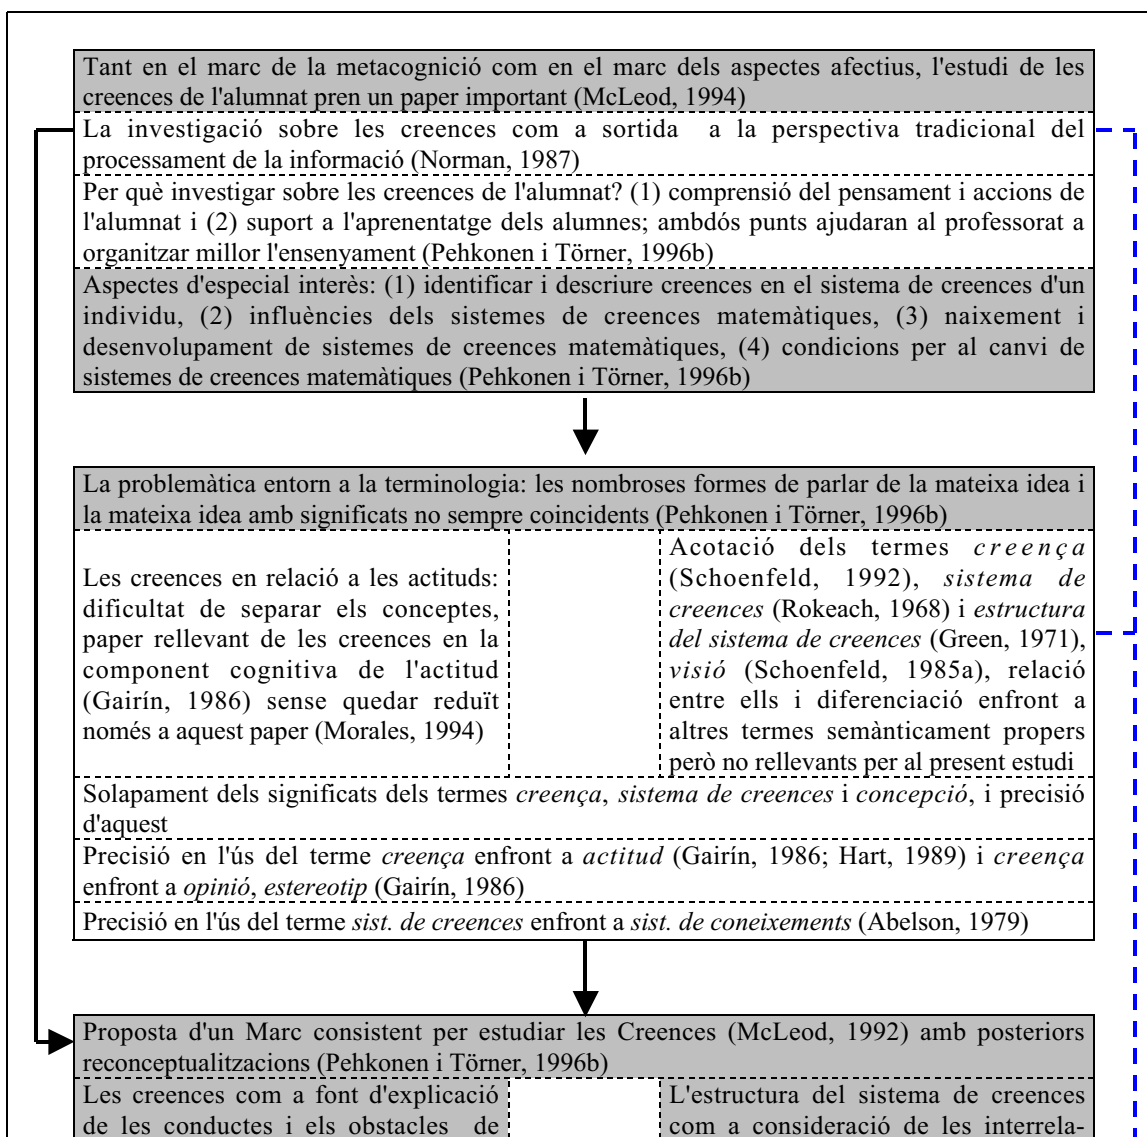 Tant en el marc de la metacognició com en el marc dels aspectes afectius, l'estudi de les
creences de l'alumnat pren un paper important (McLeod, 1994)
La investigació sobre les creences com a sortida a la perspectiva tradicional del
processament de la informació (Norman, 1987)
Per què investigar sobre les creences de l'alumnat? (1) comprensió del pensament i accions de
l'alumnat i (2) suport a l'aprenentatge dels alumnes; ambdós punts ajudaran al professorat a
organitzar millor l'ensenyament (Pehkonen i Törner, 1996b)
Aspectes d'especial interès: (1) identificar i descriure creences en el sistema de creences d'un
individu, (2) influències dels sistemes de creences matemàtiques, (3) naixement i
desenvolupament de sistemes de creences matemàtiques, (4) condicions per al canvi de
sistemes de creences matemàtiques (Pehkonen i Törner, 1996b)
La problemàtica entorn a la terminologia: les nombroses formes de parlar de la mateixa idea i
la mateixa idea amb significats no sempre coincidents (Pehkonen i Törner, 1996b)
Les creences en relació a les actituds:
dificultat de separar els conceptes,
paper rellevant de les creences en la
component cognitiva de l'actitud
(Gairín, 1986) sense quedar reduït
només a aquest paper (Morales, 1994)
Acotació dels termes creença
(Schoenfeld, 1992), sistema de
creences (Rokeach, 1968) i estructura
del sistema de creences (Green, 1971),
visió (Schoenfeld, 1985a), relació
entre ells i diferenciació enfront a
altres termes semànticament propers
però no rellevants per al present estudi
Solapament dels significats dels termes creença, sistema de creences i concepció, i precisió
d'aquest
Precisió en l'ús del terme creença enfront a actitud (Gairín, 1986; Hart, 1989) i creença
enfront a opinió, estereotip (Gairín, 1986)
Precisió en l'ús del terme sist. de creences enfront a sist. de coneixements (Abelson, 1979)
Proposta d'un Marc consistent per estudiar les Creences (McLeod, 1992) amb posteriors
reconceptualitzacions (Pehkonen i Törner, 1996b)
Les creences com a font d'explicació
de les conductes i els obstacles de
L'estructura del sistema de creences
com a consideració de les interrela-